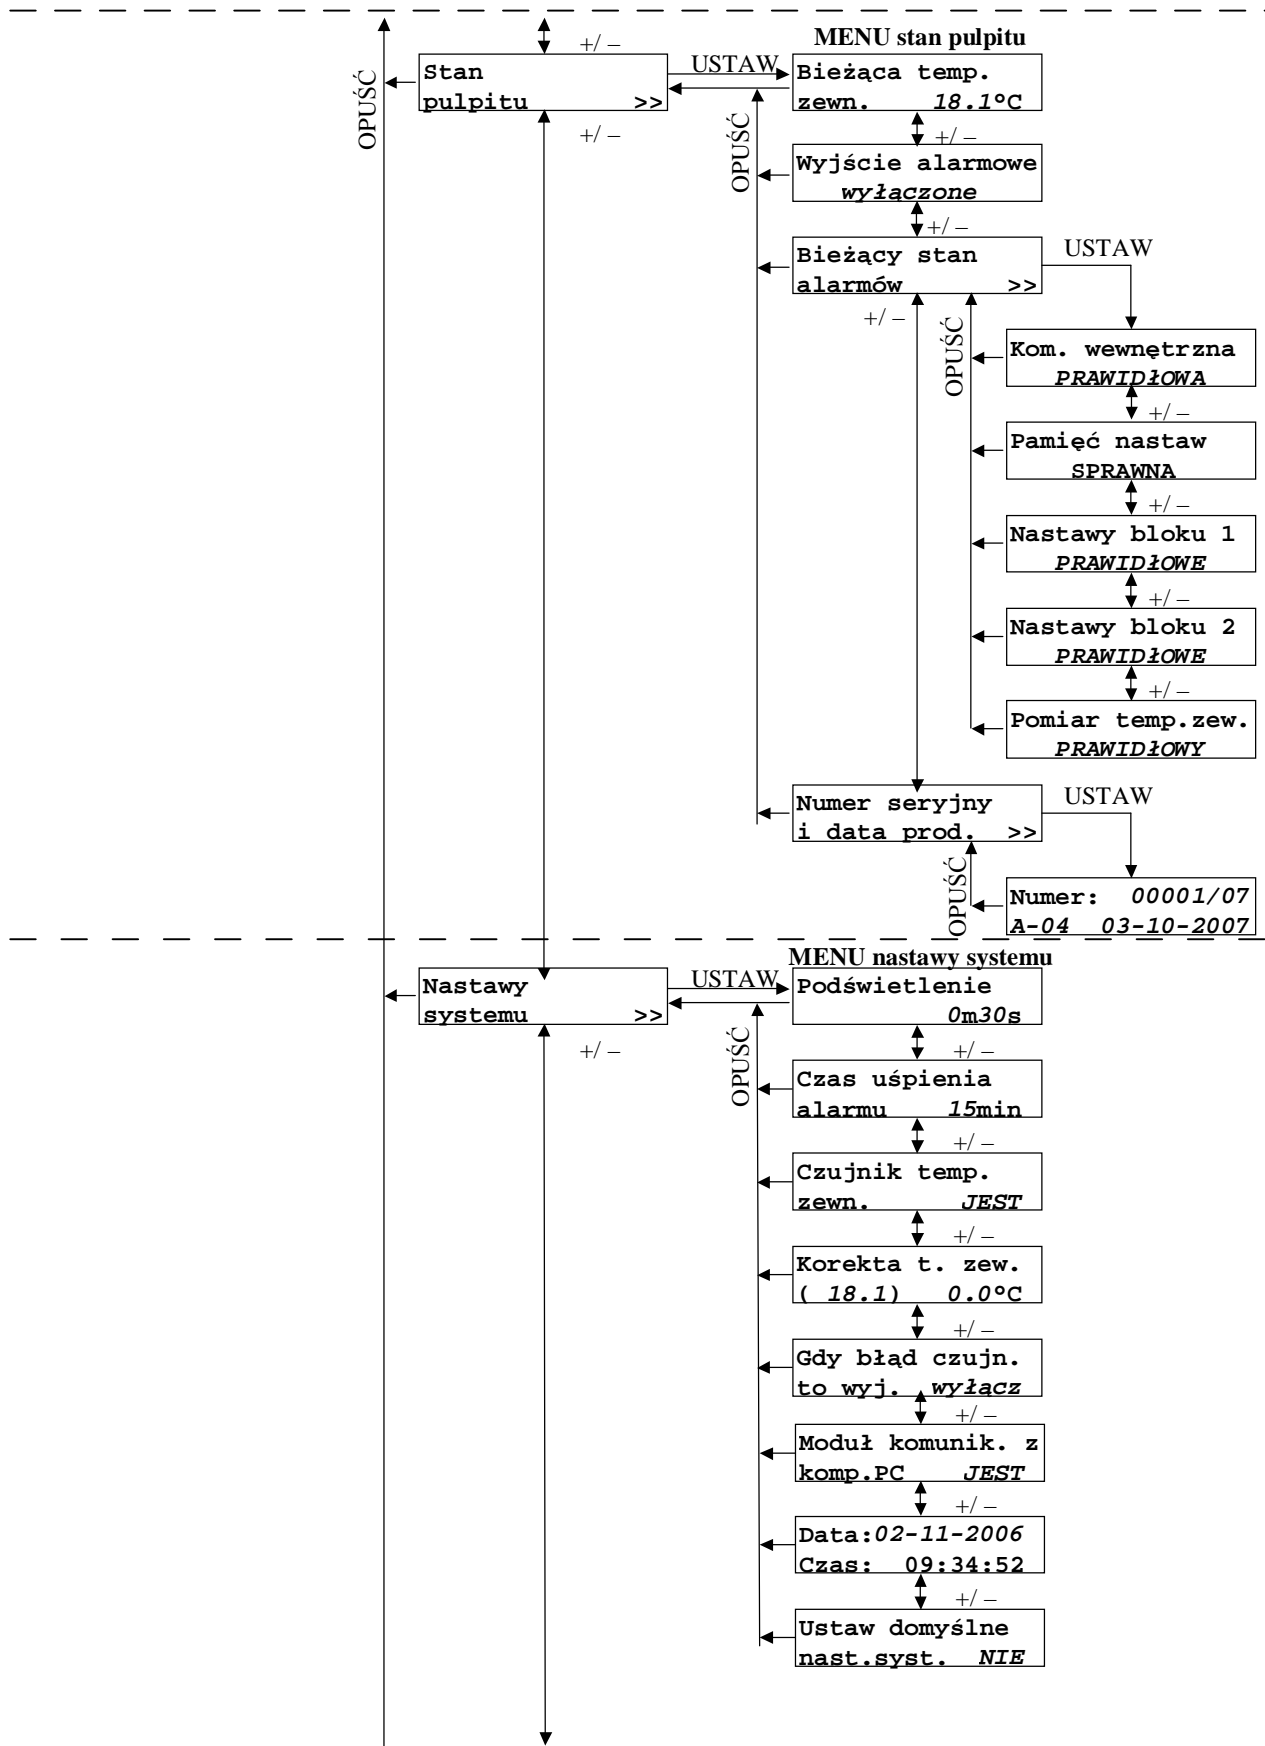 +/ –
MENU stan pulpitu
OPUŚĆ
Stan
pulpitu >>
USTAW
Bieżąca temp.
zewn. 18.1°C
+/ –
+/ –
OPUŚĆ
Wyjście alarmowe
wyłączone
+/ –
Bieżący stan
alarmów >>
USTAW
+/ –
OPUŚĆ
Kom. wewnętrzna
PRAWIDŁOWA
+/ –
Pamięć nastaw
SPRAWNA
+/ –
Nastawy bloku 1
PRAWIDŁOWE
+/ –
Nastawy bloku 2
PRAWIDŁOWE
+/ –
Pomiar temp.zew.
PRAWIDŁOWY
Numer seryjny
i data prod. >>
USTAW
OPUŚĆ
Numer: 00001/07
A-04 03-10-2007
MENU nastawy systemu
Nastawy
systemu >>
USTAW
Podświetlenie
0m30s
+/ –
+/ –
OPUŚĆ
Czas uśpienia
alarmu 15min
+/ –
Czujnik temp.
zewn. JEST
+/ –
Korekta t. zew.
( 18.1) 0.0°C
+/ –
Gdy błąd czujn.
to wyj. wyłącz
+/ –
Moduł komunik. z
komp.PC JEST
+/ –
Data:02-11-2006
Czas: 09:34:52
+/ –
Ustaw domyślne
nast.syst. NIE